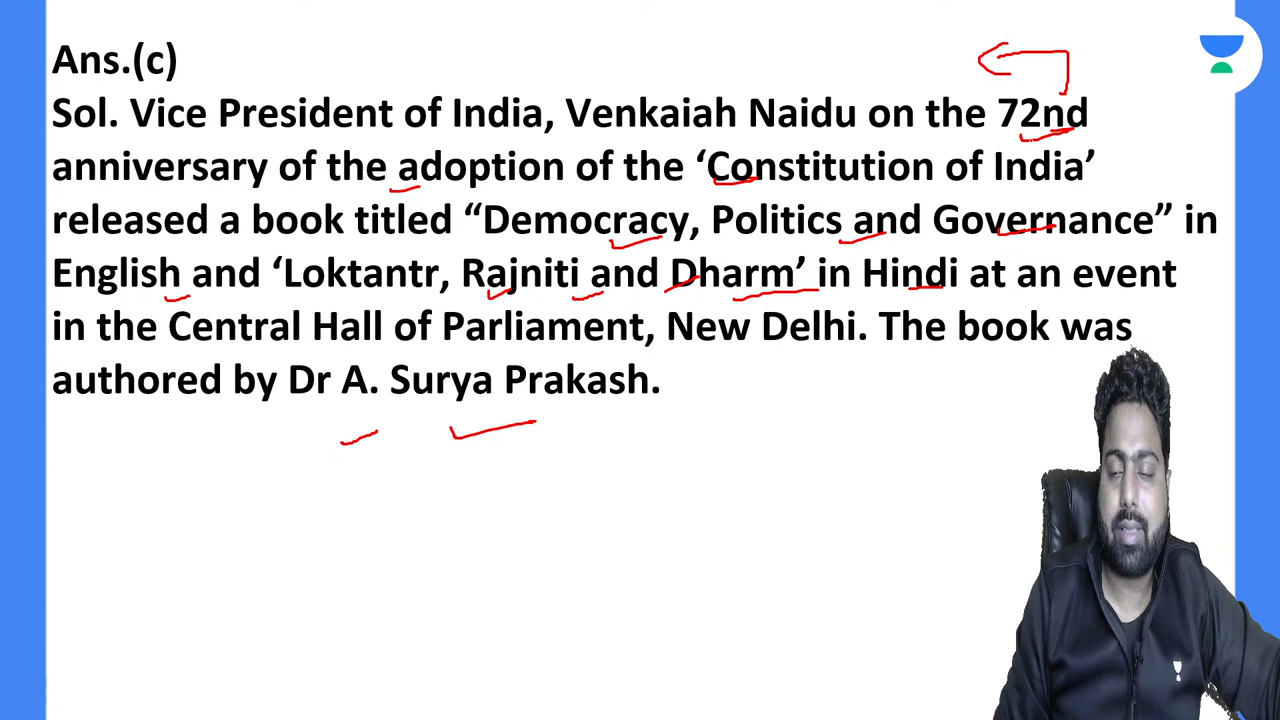 Ans.(c)
Sol. Vice President of India, Venkaiah Naidu on the 72nd
anniversary of the adoption of the ‘Constitution of India’
released a book titled “Democracy, Politics and Governance” in
English and ‘Loktantr, Rajniti and Dharm’ in Hindi at an event
in the Central Hall of Parliament, New Delhi. The book was
authored by Dr A. Surya Prakash.